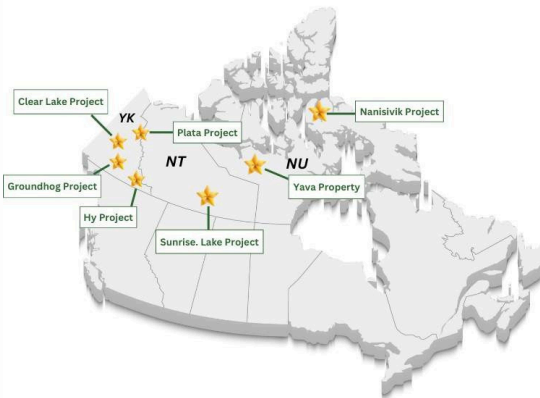 Clear Lake Project
YK
Nanisivik Project
Plata Project
NT
NU
Groundhog Project
Yava Property
Hy Project
Sunrise. Lake Project